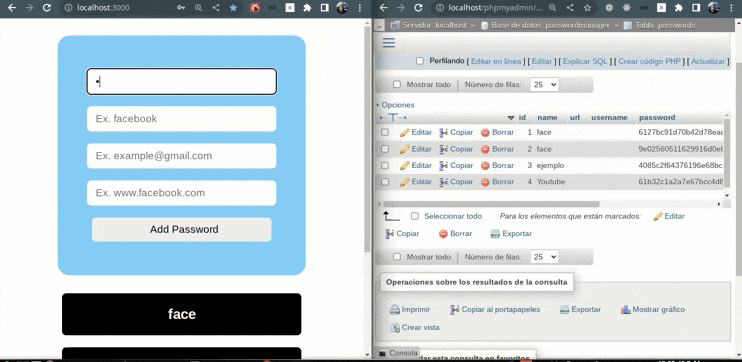 localhost:3000
•
Ex. facebook
Ex. example@gmail.com
Ex. www.facebook.com
Add Password
face
localhost/phpmyadmin/...
Servidor: localhost » Base de datos: passwordmanager » Tabla: passwords
Perfilando [ Editar en línea ] [ Editar ] [ Explicar SQL ] [ Crear código PHP ] [ Actualizar ]
Mostrar todo Número de filas: 25
+ Opciones
←T→ id name url username password
Editar Copiar Borrar 1 face 6127bc91d70b42d78eac
Editar Copiar Borrar 2 face
Editar Copiar Borrar 3 ejemplo 4085c2f64376196e68bc
Editar Copiar Borrar 4 Youtube 61b32c1a2a7e67bcc4d8
Seleccionar todo Para los elementos que están marcados: Editar
Copiar Borrar Exportar
Mostrar todo Número de filas: 25
Operaciones sobre los resultados de la consulta
Imprimir Copiar al portapapeles Exportar Mostrar gráfico
Crear vista
Consola
dar esta consulta en favoritos